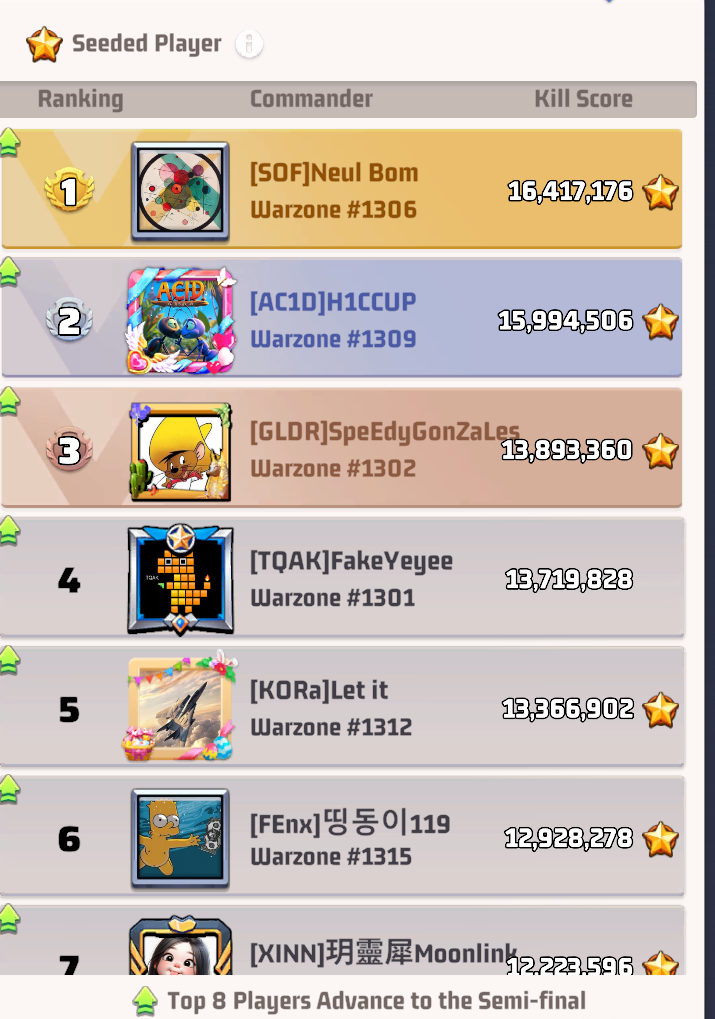 Seeded Player
Ranking Commander Kill Score
1
[SOF]Neul Bom
Warzone #1306
16,417,176
2
ACID
[AC1D]H1CCUP
Warzone #1309
15,994,506
3
[GLDR]SpeEdyGonZaLes
Warzone #1302
13,893,360
4
TQAK
[TQAK]FakeYeyee
Warzone #1301
13,719,828
5
[KORa]Let it
Warzone #1312
13,366,902
6
[FEnx]띵동이119
Warzone #1315
12,928,278
7
[XINN]玥靈犀Moonlink
12,223,596
Top 8 Players Advance to the Semi-final